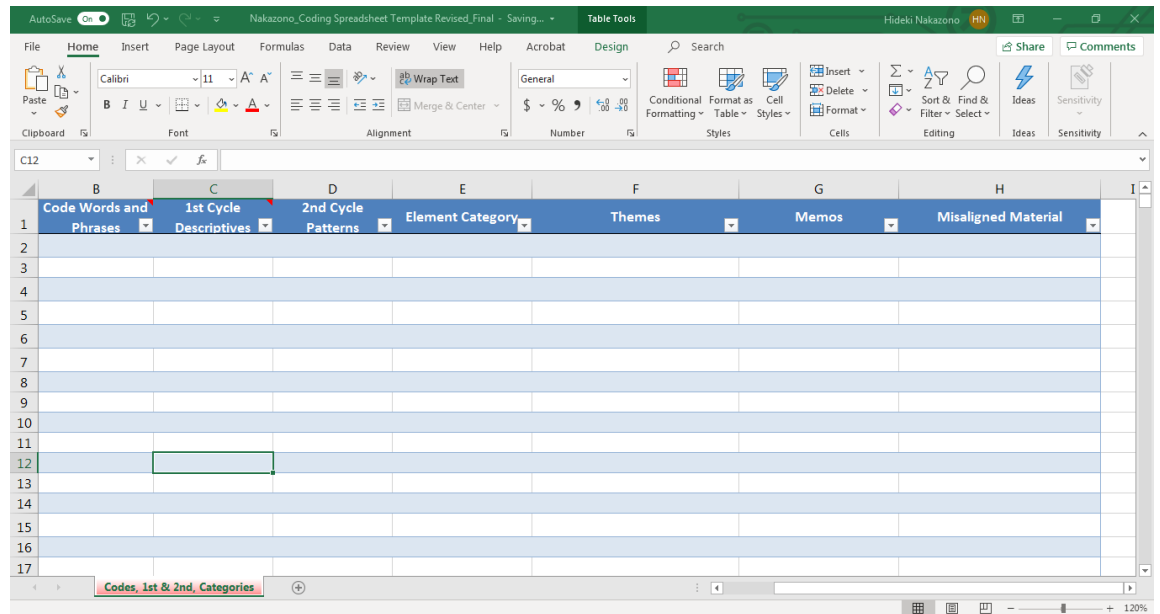 AutoSave On Nakazono_Coding Spreadsheet Template Revised_Final - Saving... Table Tools Hideki Nakazono HN
File Home Insert Page Layout Formulas Data Review View Help Acrobat Design Search Share Comments
Calibri 11 A A Wrap Text General Insert Σ A Z
Paste B I U A Merge & Center $ % 9 .00 Conditional Format as Cell Delete Sort & Find & Ideas Sensitivity
Formatting Table Styles Format Filter Select
Clipboard Font Alignment Number Styles Cells Editing Ideas Sensitivity
C12 fx
B C D E F G H I
1 Code Words and Phrases 1st Cycle Descriptives 2nd Cycle Patterns Element Category Themes Memos Misaligned Material
2
3
4
5
6
7
8
9
10
11
12
13
14
15
16
17
Codes, 1st & 2nd, Categories
120%